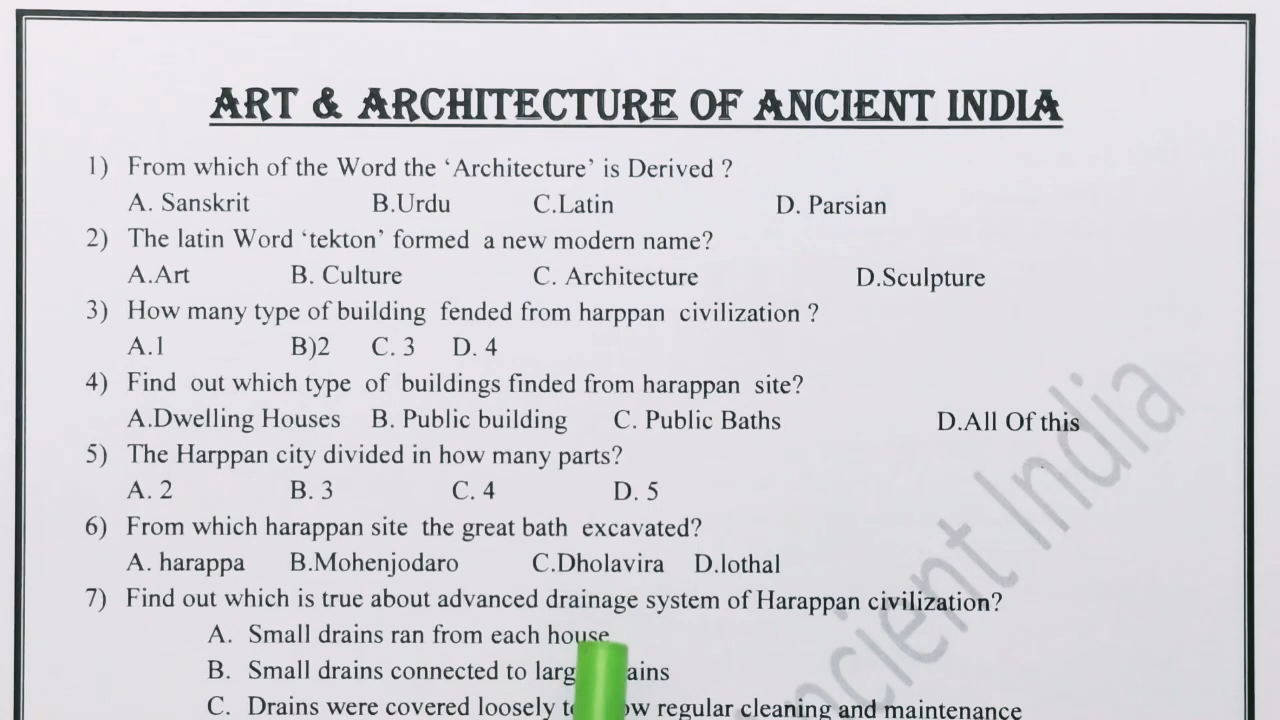 ART & ARCHITECTURE OF ANCIENT INDIA
1) From which of the Word the ‘Architecture’ is Derived ?
A. Sanskrit B.Urdu C.Latin D. Parsian
2) The latin Word ‘tekton’ formed a new modern name?
A.Art B. Culture C. Architecture D.Sculpture
3) How many type of building fended from harppan civilization ?
A.1 B)2 C. 3 D. 4
4) Find out which type of buildings finded from harappan site?
A.Dwelling Houses B. Public building C. Public Baths D.All Of this
5) The Harppan city divided in how many parts?
A. 2 B. 3 C. 4 D. 5
6) From which harappan site the great bath excavated?
A. harappa B.Mohenjodaro C.Dholavira D.lothal
7) Find out which is true about advanced drainage system of Harappan civilization?
A. Small drains ran from each house
B. Small drains connected to
C. Drains were covered loosely regular cleaning and maintenance
India